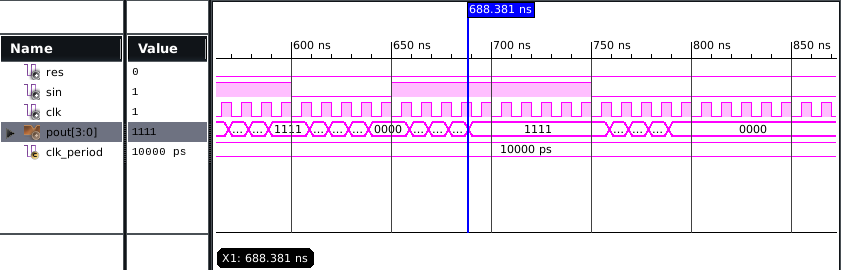 688.381 ns
Name Value
600 ns 650 ns 700 ns 750 ns 800 ns 850 ns
res 0
sin 1
clk 1
pout[3:0] 1111 ... ... ... 1111 ... ... ... 0000 ... ... ... 1111 ... ... ... 0000
clk_period 10000 ps 10000 ps
X1: 688.381 ns